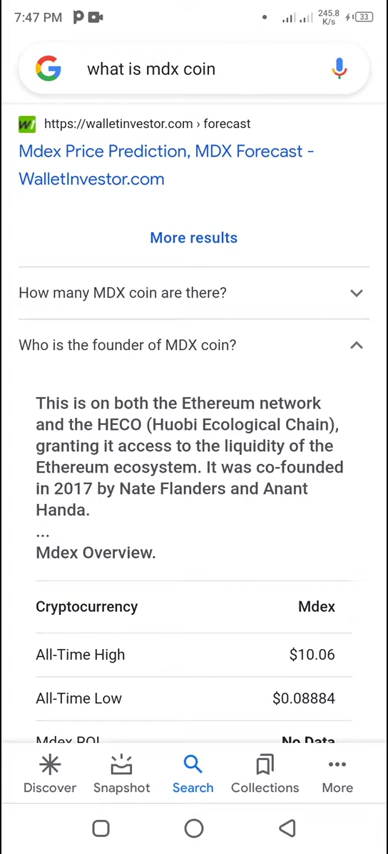 7:47 PM
245.8
K/s
33
what is mdx coin
https://walletinvestor.com › forecast
Mdex Price Prediction, MDX Forecast -
WalletInvestor.com
More results
How many MDX coin are there?
Who is the founder of MDX coin?
This is on both the Ethereum network
and the HECO (Huobi Ecological Chain),
granting it access to the liquidity of the
Ethereum ecosystem. It was co-founded
in 2017 by Nate Flanders and Anant
Handa.
...
Mdex Overview.
Cryptocurrency Mdex
All-Time High $10.06
All-Time Low $0.08884
Mdex ROI No Data
Discover Snapshot Search Collections More